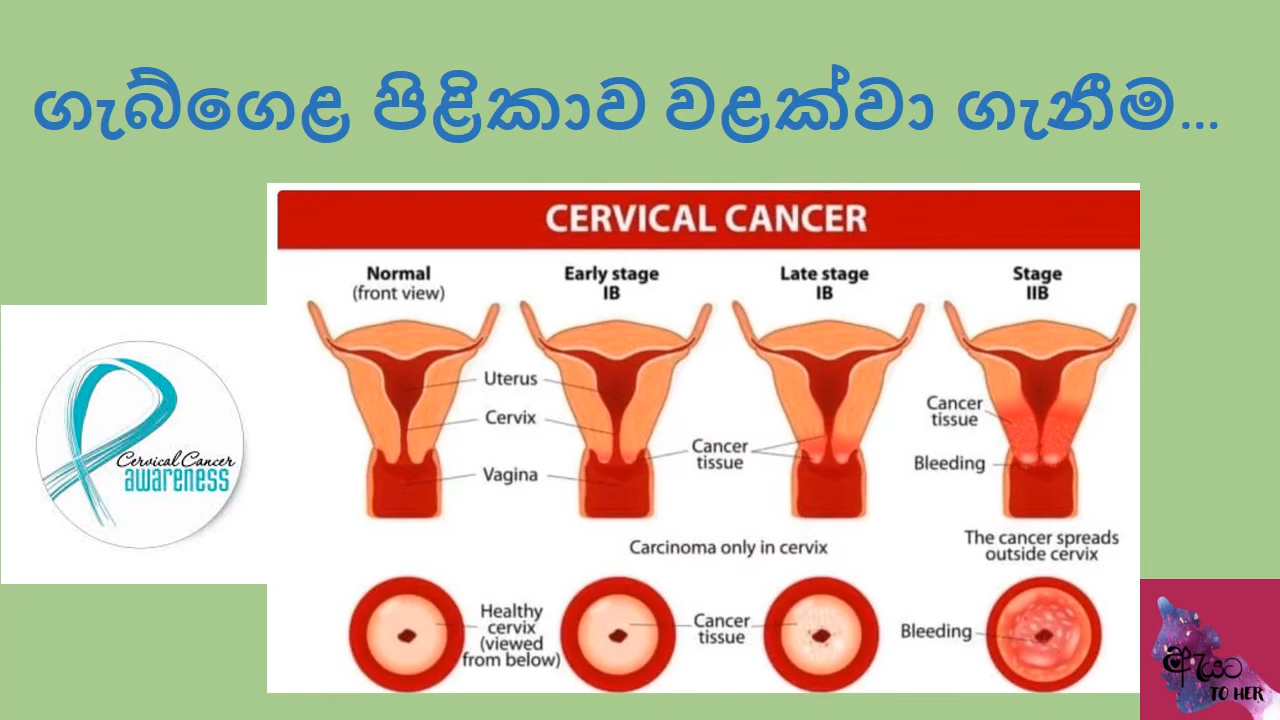 ගැබ්ගෙළ පිළිකාව වළක්වා ගැනීම...
CERVICAL CANCER
Normal
(front view)
Early stage
IB
Late stage
IB
Stage
IIB
Uterus
Cervix
Vagina
Cancer
tissue
Cancer
tissue
Bleeding
Carcinoma only in cervix
The cancer spreads
outside cervix
Healthy
cervix
(viewed
from below)
Cancer
tissue
Bleeding
Cervical Cancer
awareness
ඇයට
TO HER